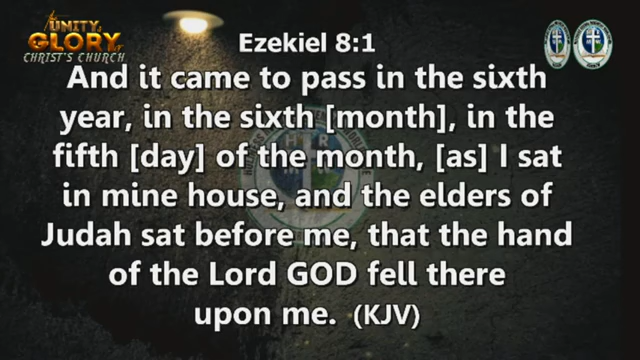 UNITY,
GLORY
CHRIST'S CHURCH
Ezekiel 8:1
And it came to pass in the sixth
year, in the sixth [month], in the
fifth [day] of the month, [as] I sat
in mine house, and the elders of
Judah sat before me, that the hand
of the Lord GOD fell there
upon me. (KJV)